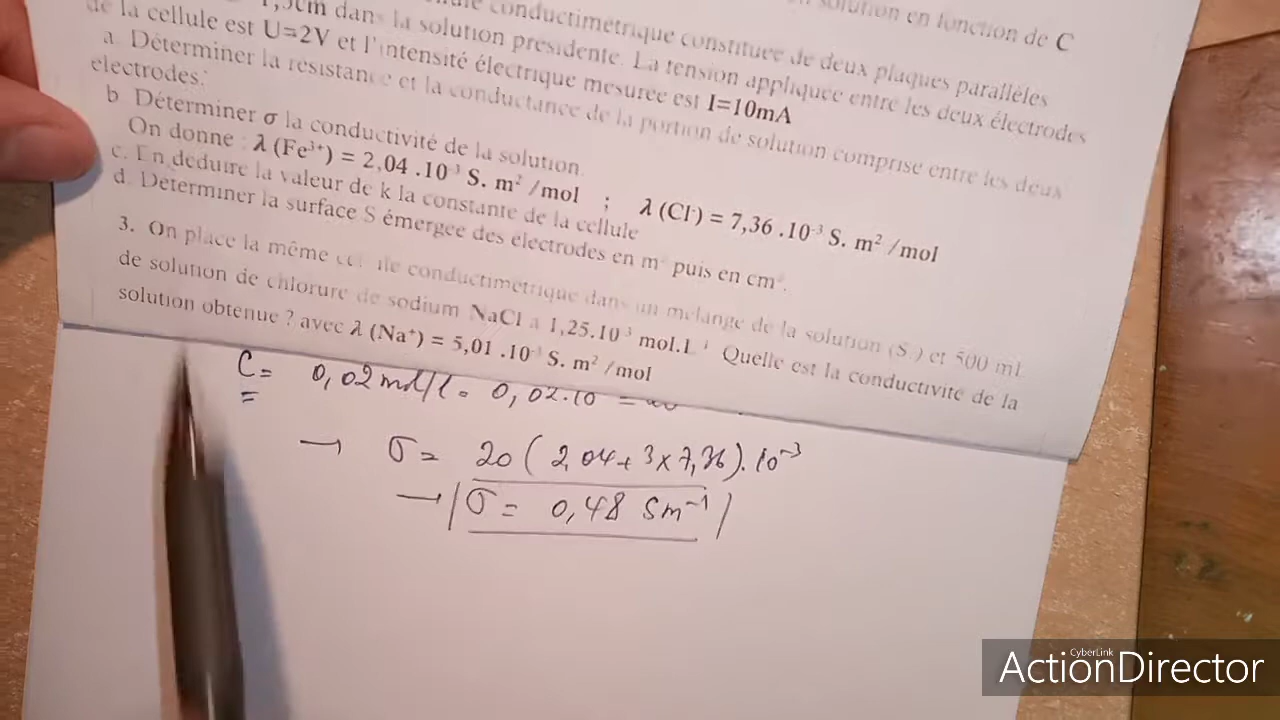 solution en fonction de C
conductimétrique constituée de deux plaques parallèles
dans la solution présidente. La tension appliquée entre les deux électrodes
de la cellule est U=2V et l'intensité électrique mesurée est I=10mA
a. Déterminer la résistance et la conductance de la portion de solution comprise entre les deux
électrodes.
b Déterminer σ la conductivité de la solution.
On donne : λ (Fe³⁺) = 2,04 .10⁻³ S. m² /mol ; λ (Cl⁻) = 7,36 .10⁻³ S. m² /mol
c. En déduire la valeur de k la constante de la cellule
d. Déterminer la surface S émergée des électrodes en m² puis en cm².
3. On place la même cellule conductimétrique dans un mélange de la solution (S) et 500 ml
de solution de chlorure de sodium NaCl à 1,25.10⁻³ mol.L⁻¹ Quelle est la conductivité de la
solution obtenue ? avec λ (Na⁺) = 5,01 .10⁻³ S. m² /mol
C = 0,02 mol/l = 0,02.10 =
→ σ = 20 ( 2,04 + 3 x 7,36 ). 10⁻³
→ | σ = 0,48 Sm⁻¹ |
CyberLink
ActionDirector